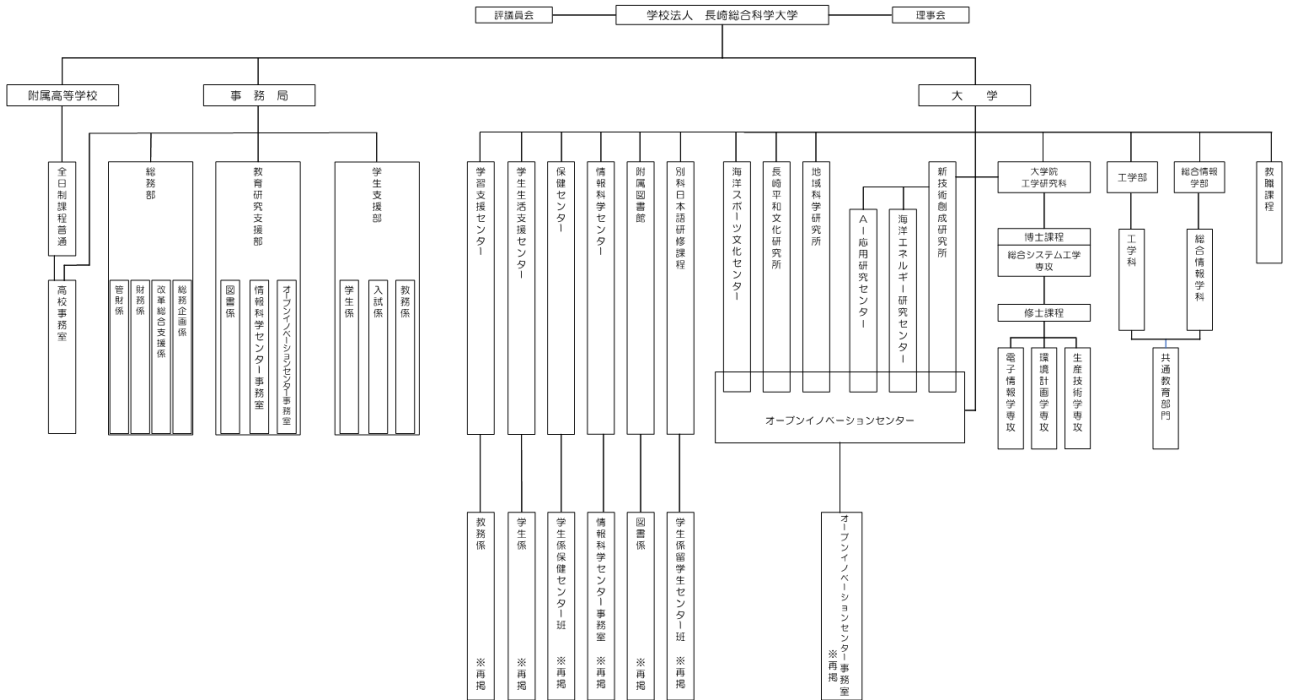 評議員会
学校法人 長崎総合科学大学
理事会
附属高等学校
事務局
大学
全日制課程普通
総務部
教育研究支援部
学生支援部
学習支援センター
学生生活支援センター
保健センター
情報科学センター
附属図書館
別科日本語研修課程
海洋スポーツ文化センター
長崎平和文化研究所
地域科学研究所
新技術創成研究所
大学院
工学研究科
工学部
総合情報
学部
教職課程
AI応用研究センター
海洋エネルギー研究センター
博士課程
総合システム工学
専攻
工学科
総合情報学科
高校事務室
管財係
財務係
改革総合支援係
総務企画係
図書係
情報科学センター事務室
オープンイノベーションセンター事務室
学生係
入試係
教務係
修士課程
電子情報学専攻
環境計画学専攻
生産技術学専攻
共通教育部門
オープンイノベーションセンター
教務係 ※再掲
学生係 ※再掲
学生係保健センター班 ※再掲
情報科学センター事務室 ※再掲
図書係 ※再掲
学生係留学生センター班 ※再掲
オープンイノベーションセンター事務室
※再掲